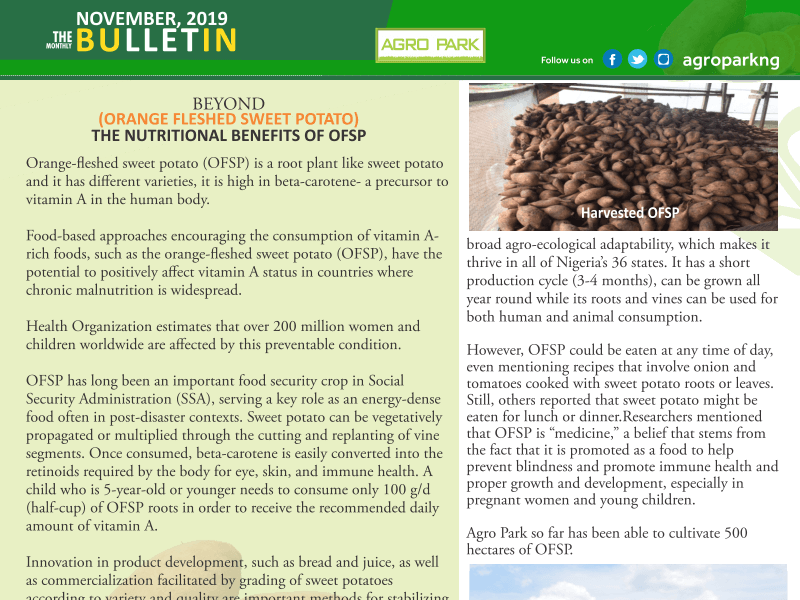 NOVEMBER, 2019
THE MONTHLY BULLETIN
AGRO PARK
Follow us on
agroparkng
BEYOND
(ORANGE FLESHED SWEET POTATO)
THE NUTRITIONAL BENEFITS OF OFSP
Orange-fleshed sweet potato (OFSP) is a root plant like sweet potato
and it has different varieties, it is high in beta-carotene- a precursor to
vitamin A in the human body.
Food-based approaches encouraging the consumption of vitamin A-
rich foods, such as the orange-fleshed sweet potato (OFSP), have the
potential to positively affect vitamin A status in countries where
chronic malnutrition is widespread.
Health Organization estimates that over 200 million women and
children worldwide are affected by this preventable condition.
OFSP has long been an important food security crop in Social
Security Administration (SSA), serving a key role as an energy-dense
food often in post-disaster contexts. Sweet potato can be vegetatively
propagated or multiplied through the cutting and replanting of vine
segments. Once consumed, beta-carotene is easily converted into the
retinoids required by the body for eye, skin, and immune health. A
child who is 5-year-old or younger needs to consume only 100 g/d
(half-cup) of OFSP roots in order to receive the recommended daily
amount of vitamin A.
Innovation in product development, such as bread and juice, as well
as commercialization facilitated by grading of sweet potatoes
according to variety and quality are important methods for stabilizing
Harvested OFSP
broad agro-ecological adaptability, which makes it
thrive in all of Nigeria's 36 states. It has a short
production cycle (3-4 months), can be grown all
year round while its roots and vines can be used for
both human and animal consumption.
However, OFSP could be eaten at any time of day,
even mentioning recipes that involve onion and
tomatoes cooked with sweet potato roots or leaves.
Still, others reported that sweet potato might be
eaten for lunch or dinner.Researchers mentioned
that OFSP is “medicine,” a belief that stems from
the fact that it is promoted as a food to help
prevent blindness and promote immune health and
proper growth and development, especially in
pregnant women and young children.
Agro Park so far has been able to cultivate 500
hectares of OFSP.